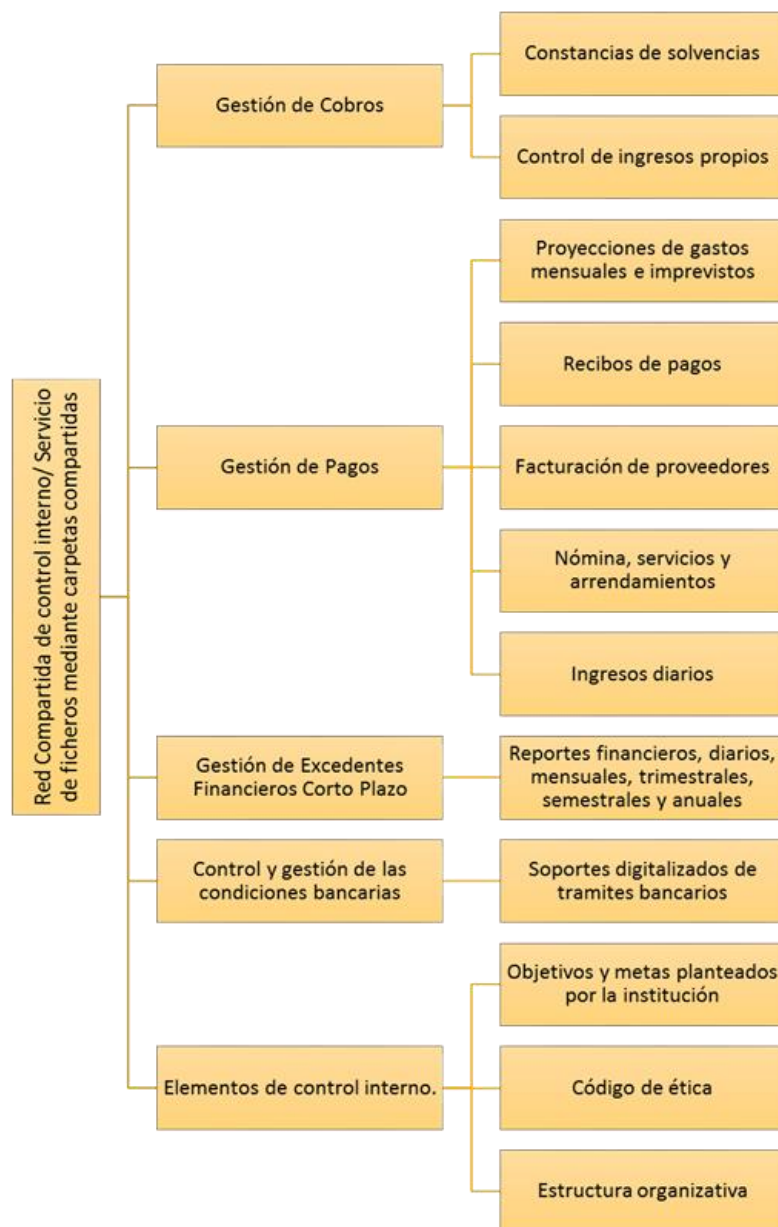 Red Compartida de control interno/ Servicio
de ficheros mediante carpetas compartidas
Gestión de Cobros
Constancias de solvencias
Control de ingresos propios
Gestión de Pagos
Proyecciones de gastos
mensuales e imprevistos
Recibos de pagos
Facturación de proveedores
Nómina, servicios y
arrendamientos
Ingresos diarios
Gestión de Excedentes
Financieros Corto Plazo
Reportes financieros, diarios,
mensuales, trimestrales,
semestrales y anuales
Control y gestión de las
condiciones bancarias
Soportes digitalizados de
tramites bancarios
Elementos de control interno.
Objetivos y metas planteados
por la institución
Código de ética
Estructura organizativa